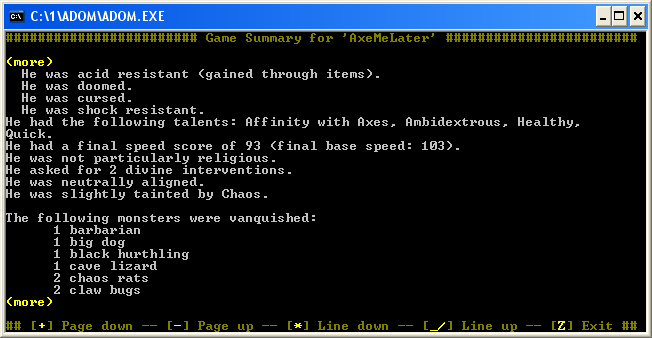 C:\1\ADOM\ADOM.EXE
######################## Game Summary for 'AxeMeLater' ########################
(more)
He was acid resistant (gained through items).
He was doomed.
He was cursed.
He was shock resistant.
He had the following talents: Affinity with Axes, Ambidextrous, Healthy,
Quick.
He had a final speed score of 93 (final base speed: 103).
He was not particularly religious.
He asked for 2 divine interventions.
He was neutrally aligned.
He was slightly tainted by Chaos.
The following monsters were vanquished:
1 barbarian
1 big dog
1 black hurthling
1 cave lizard
2 chaos rats
2 claw bugs
(more)
## [+] Page down -- [-] Page up -- [*] Line down -- [_/] Line up -- [Z] Exit ##